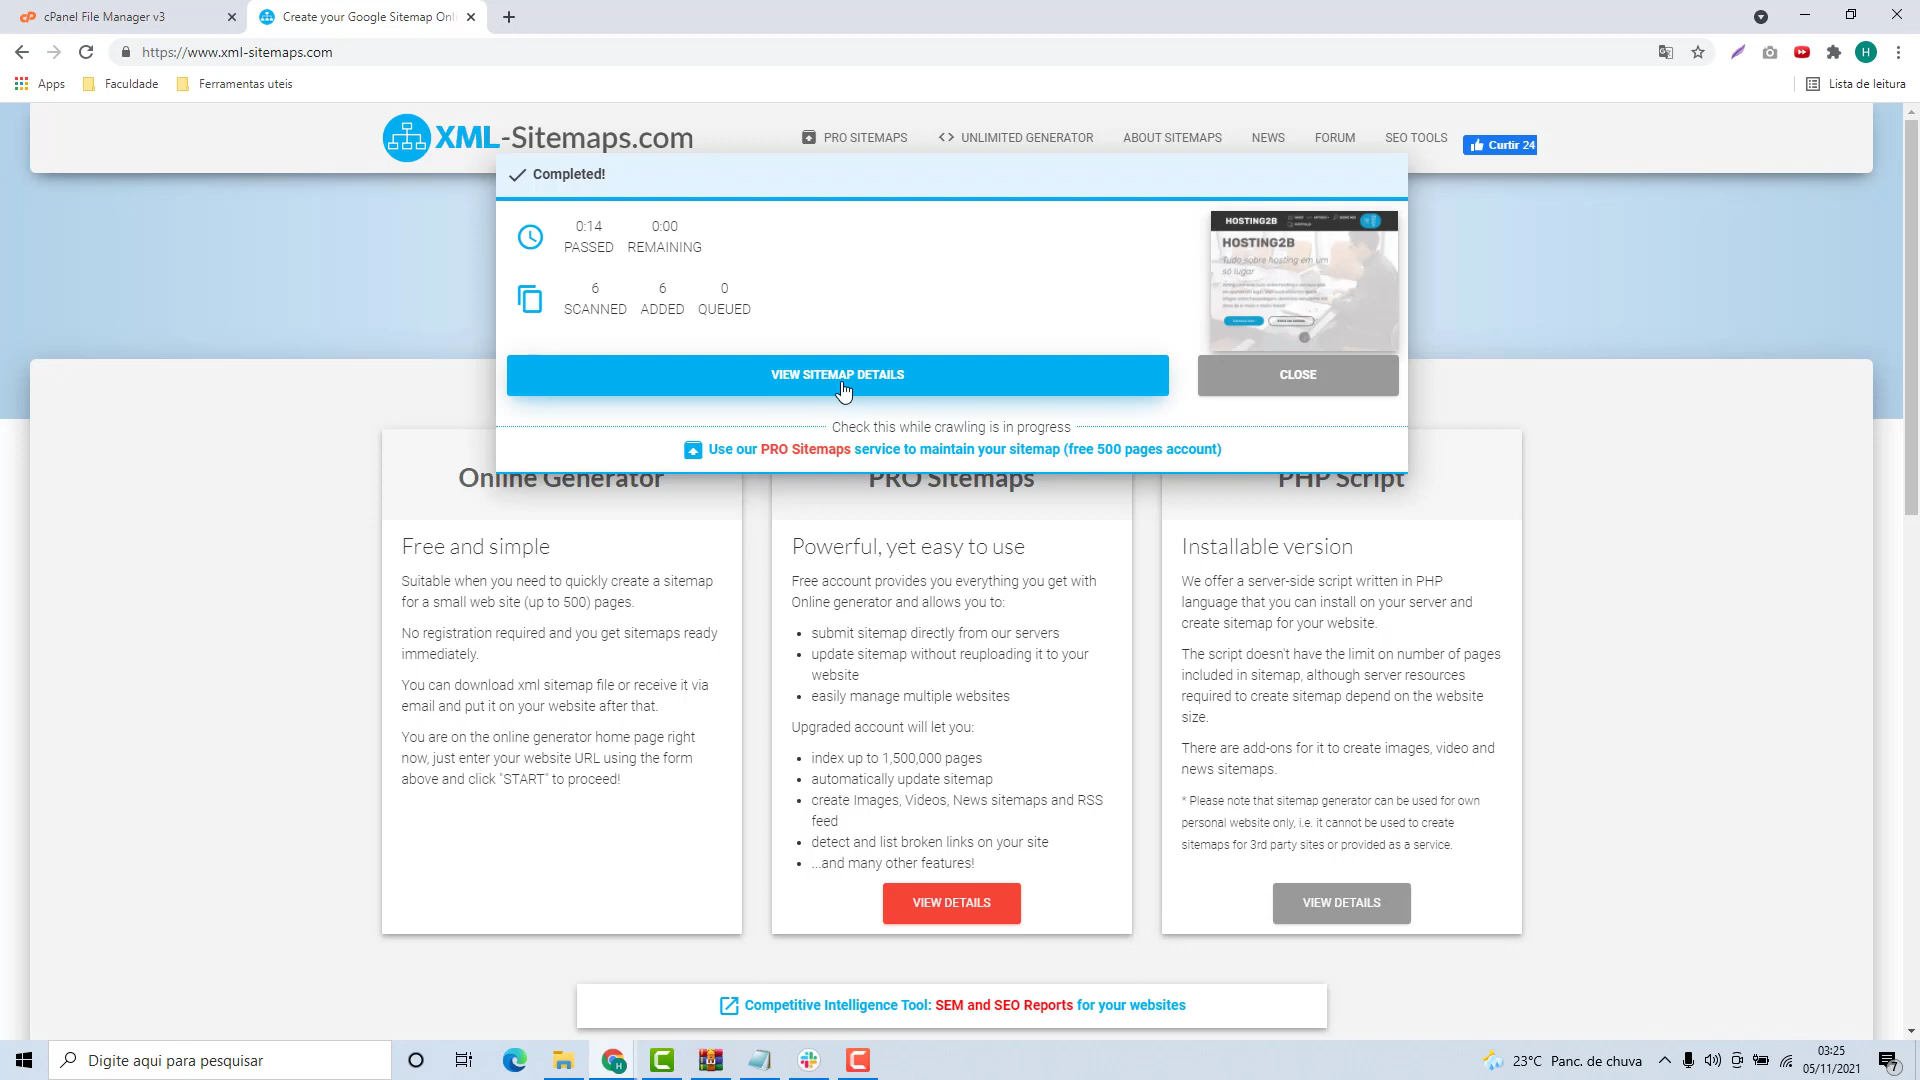 cPanel File Manager v3
Create your Google Sitemap Onli
https://www.xml-sitemaps.com
H
Apps
Faculdade
Ferramentas uteis
Lista de leitura
XML-Sitemaps.com
PRO SITEMAPS
UNLIMITED GENERATOR
ABOUT SITEMAPS
NEWS
FORUM
SEO TOOLS
Curtir 24
Completed!
0:14
0:00
PASSED
REMAINING
6
6
0
SCANNED
ADDED
QUEUED
HOSTING2B
HOSTING2B
Tudo sobre hosting em um
só lugar
VIEW SITEMAP DETAILS
CLOSE
Check this while crawling is in progress
Use our PRO Sitemaps service to maintain your sitemap (free 500 pages account)
Online Generator
Free and simple
Suitable when you need to quickly create a sitemap
for a small web site (up to 500) pages.
No registration required and you get sitemaps ready
immediately.
You can download xml sitemap file or receive it via
email and put it on your website after that.
You are on the online generator home page right
now, just enter your website URL using the form
above and click "START" to proceed!
PRO Sitemaps
Powerful, yet easy to use
Free account provides you everything you get with
Online generator and allows you to:
• submit sitemap directly from our servers
• update sitemap without reuploading it to your
website
• easily manage multiple websites
Upgraded account will let you:
• index up to 1,500,000 pages
• automatically update sitemap
• create Images, Videos, News sitemaps and RSS
feed
• detect and list broken links on your site
• ...and many other features!
VIEW DETAILS
PHP Script
Installable version
We offer a server-side script written in PHP
language that you can install on your server and
create sitemap for your website.
The script doesn't have the limit on number of pages
included in sitemap, although server resources
required to create sitemap depend on the website
size.
There are add-ons for it to create images, video and
news sitemaps.
* Please note that sitemap generator can be used for own
personal website only, i.e. it cannot be used to create
sitemaps for 3rd party sites or provided as a service.
VIEW DETAILS
Competitive Intelligence Tool: SEM and SEO Reports for your websites
Digite aqui para pesquisar
23°C Panc. de chuva
03:25
05/11/2021
7